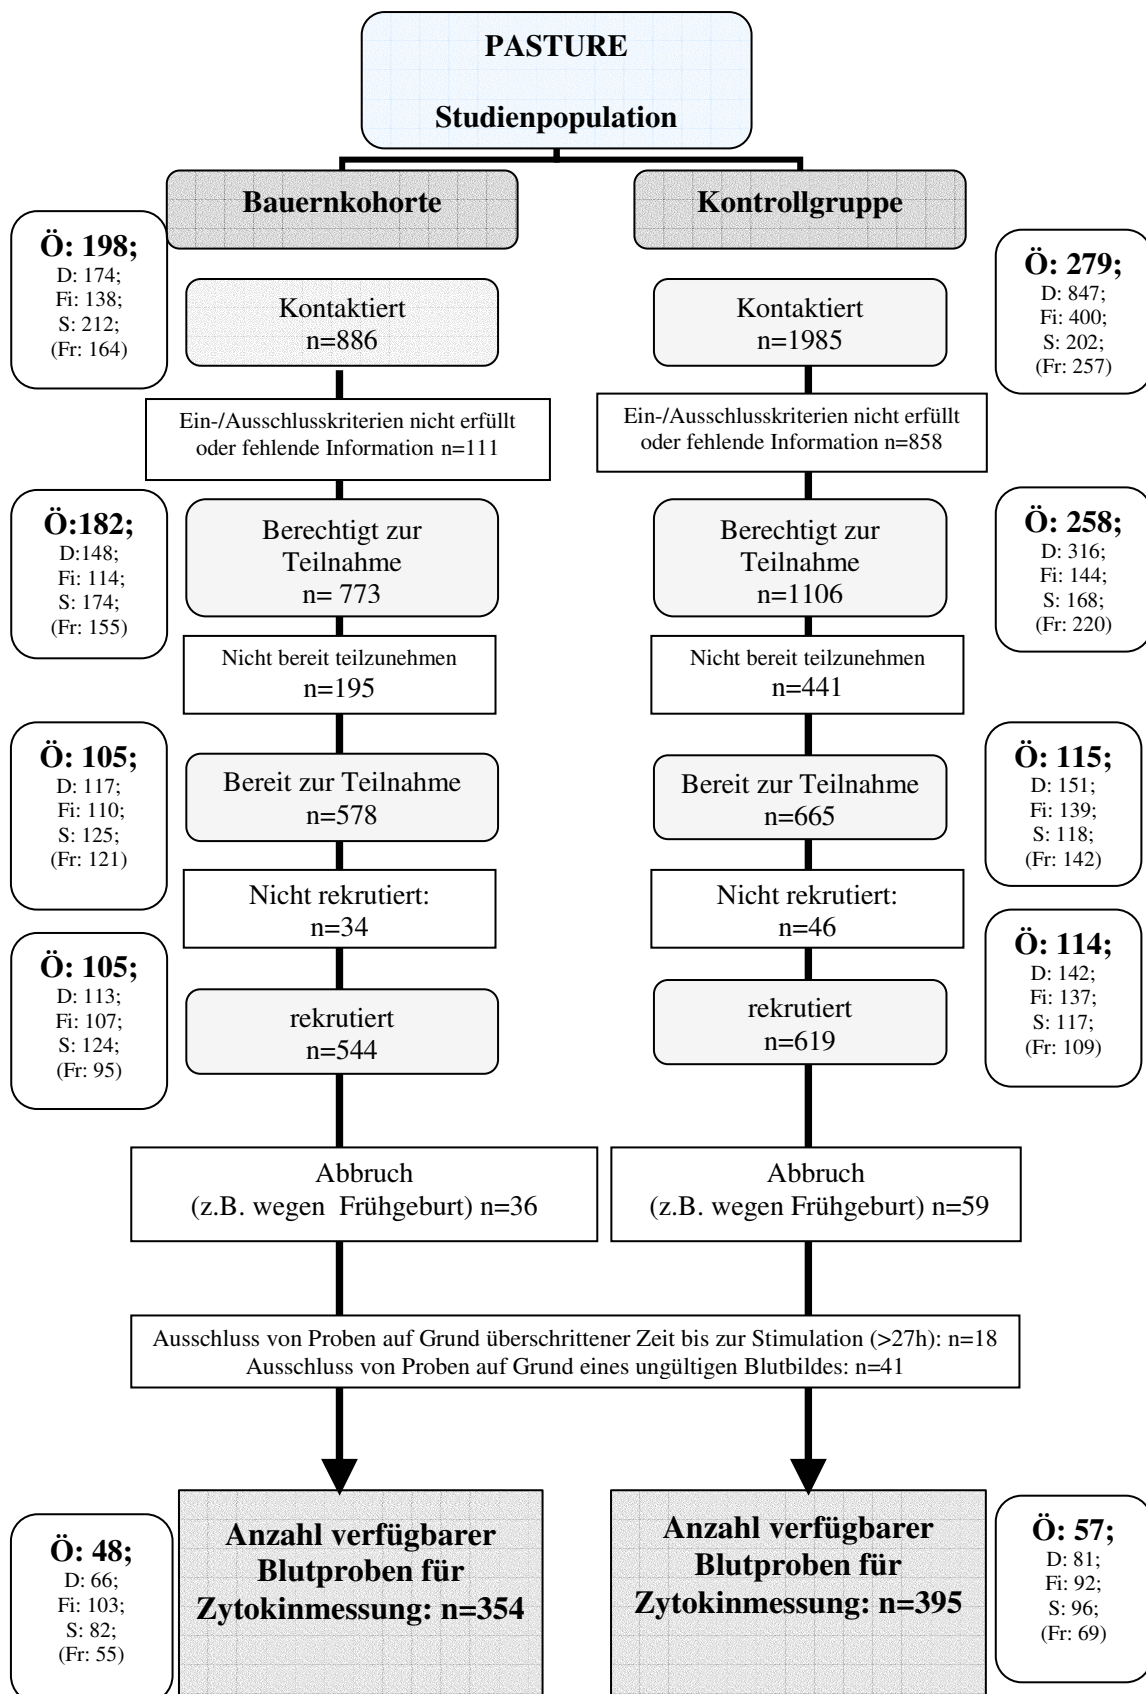 PASTURE
Studienpopulation
Bauernkohorte
Kontrollgruppe
Ö: 198;
D: 174;
Fi: 138;
S: 212;
(Fr: 164)
Kontaktiert
n=886
Kontaktiert
n=1985
Ö: 279;
D: 847;
Fi: 400;
S: 202;
(Fr: 257)
Ein-/Ausschlusskriterien nicht erfüllt
oder fehlende Information n=111
Ein-/Ausschlusskriterien nicht erfüllt
oder fehlende Information n=858
Ö:182;
D:148;
Fi: 114;
S: 174;
(Fr: 155)
Berechtigt zur
Teilnahme
n= 773
Berechtigt zur
Teilnahme
n=1106
Ö: 258;
D: 316;
Fi: 144;
S: 168;
(Fr: 220)
Nicht bereit teilzunehmen
n=195
Nicht bereit teilzunehmen
n=441
Ö: 105;
D: 117;
Fi: 110;
S: 125;
(Fr: 121)
Bereit zur Teilnahme
n=578
Bereit zur Teilnahme
n=665
Ö: 115;
D: 151;
Fi: 139;
S: 118;
(Fr: 142)
Nicht rekrutiert:
n=34
Nicht rekrutiert:
n=46
Ö: 105;
D: 113;
Fi: 107;
S: 124;
(Fr: 95)
rekrutiert
n=544
rekrutiert
n=619
Ö: 114;
D: 142;
Fi: 137;
S: 117;
(Fr: 109)
Abbruch
(z.B. wegen Frühgeburt) n=36
Abbruch
(z.B. wegen Frühgeburt) n=59
Ausschluss von Proben auf Grund überschrittener Zeit bis zur Stimulation (>27h): n=18
Ausschluss von Proben auf Grund eines ungültigen Blutbildes: n=41
Ö: 48;
D: 66;
Fi: 103;
S: 82;
(Fr: 55)
Anzahl verfügbarer
Blutproben für
Zytokinmessung: n=354
Anzahl verfügbarer
Blutproben für
Zytokinmessung: n=395
Ö: 57;
D: 81;
Fi: 92;
S: 96;
(Fr: 69)